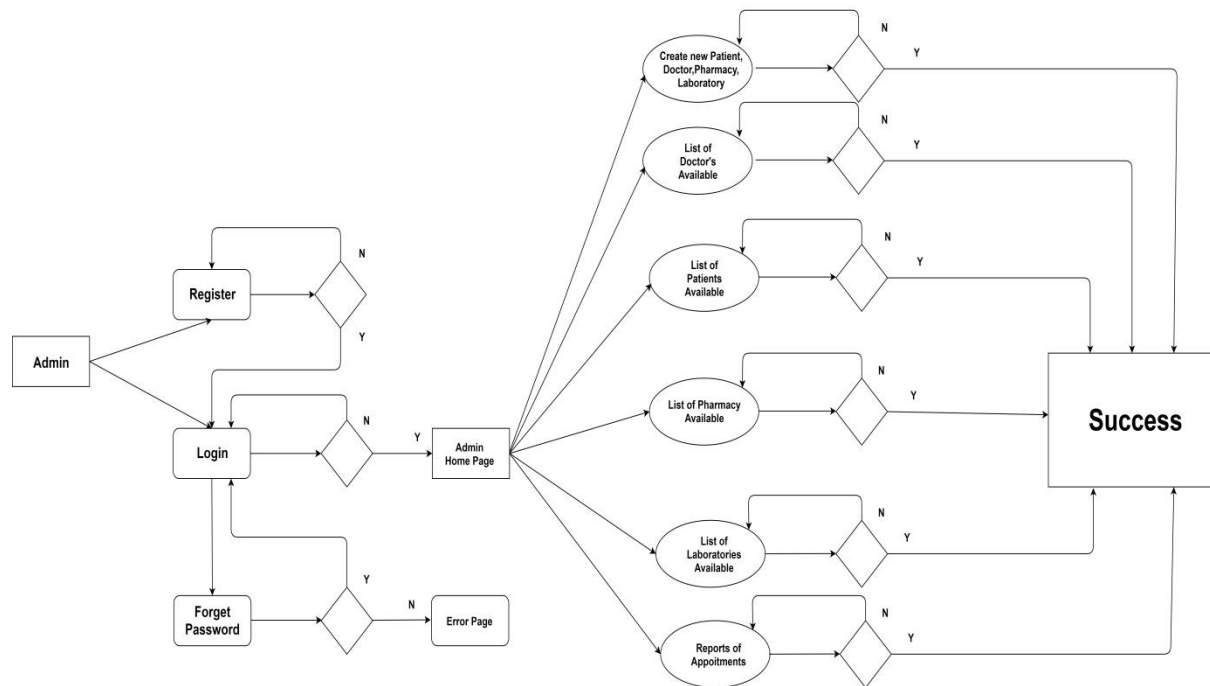 Create new Patient,
Doctor,Pharmacy,
Laboratory
N
Y
List of
Doctor's
Available
N
Y
List of
Patients
Available
N
Y
List of Pharmacy
Available
N
Y
List of
Laboratories
Available
N
Y
Reports of
Appoitments
N
Y
Register
N
Y
Admin
Login
N
Y
Admin
Home Page
Forget
Password
Y
N
Error Page
Success